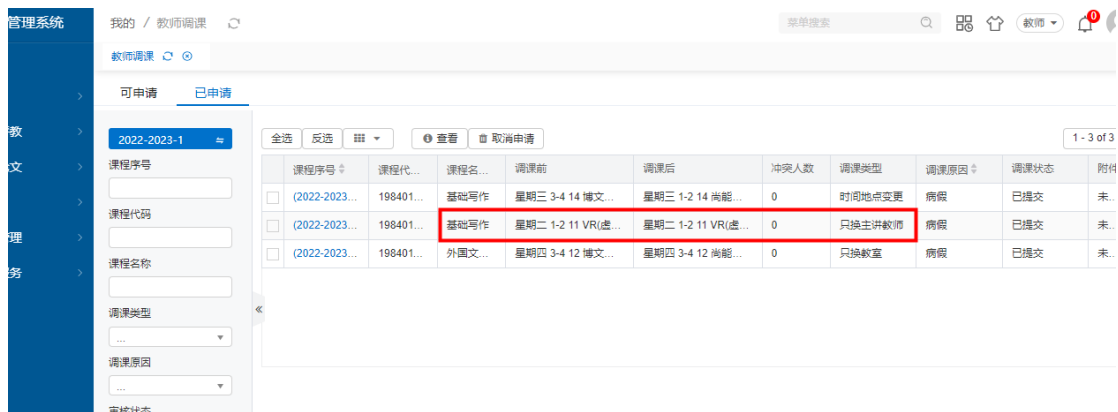 管理系统
我的 / 教师调课
菜单搜索
教师
0
教师调课
可申请
已申请
教
文
理
务
2022-2023-1
课程序号
课程代码
课程名称
调课类型
...
调课原因
...
全选
反选
查看
取消申请
1 - 3 of 3
课程序号 课程代... 课程名... 调课前 调课后 冲突人数 调课类型 调课原因 调课状态 附件
(2022-2023... 198401... 基础写作 星期三 3-4 14 博文... 星期三 1-2 14 尚能... 0 时间地点变更 病假 已提交 未...
(2022-2023... 198401... 基础写作 星期二 1-2 11 VR(虚... 星期二 1-2 11 VR(虚... 0 只换主讲教师 病假 已提交 未...
(2022-2023... 198401... 外国文... 星期四 3-4 12 博文... 星期四 3-4 12 尚能... 0 只换教室 病假 已提交 未...